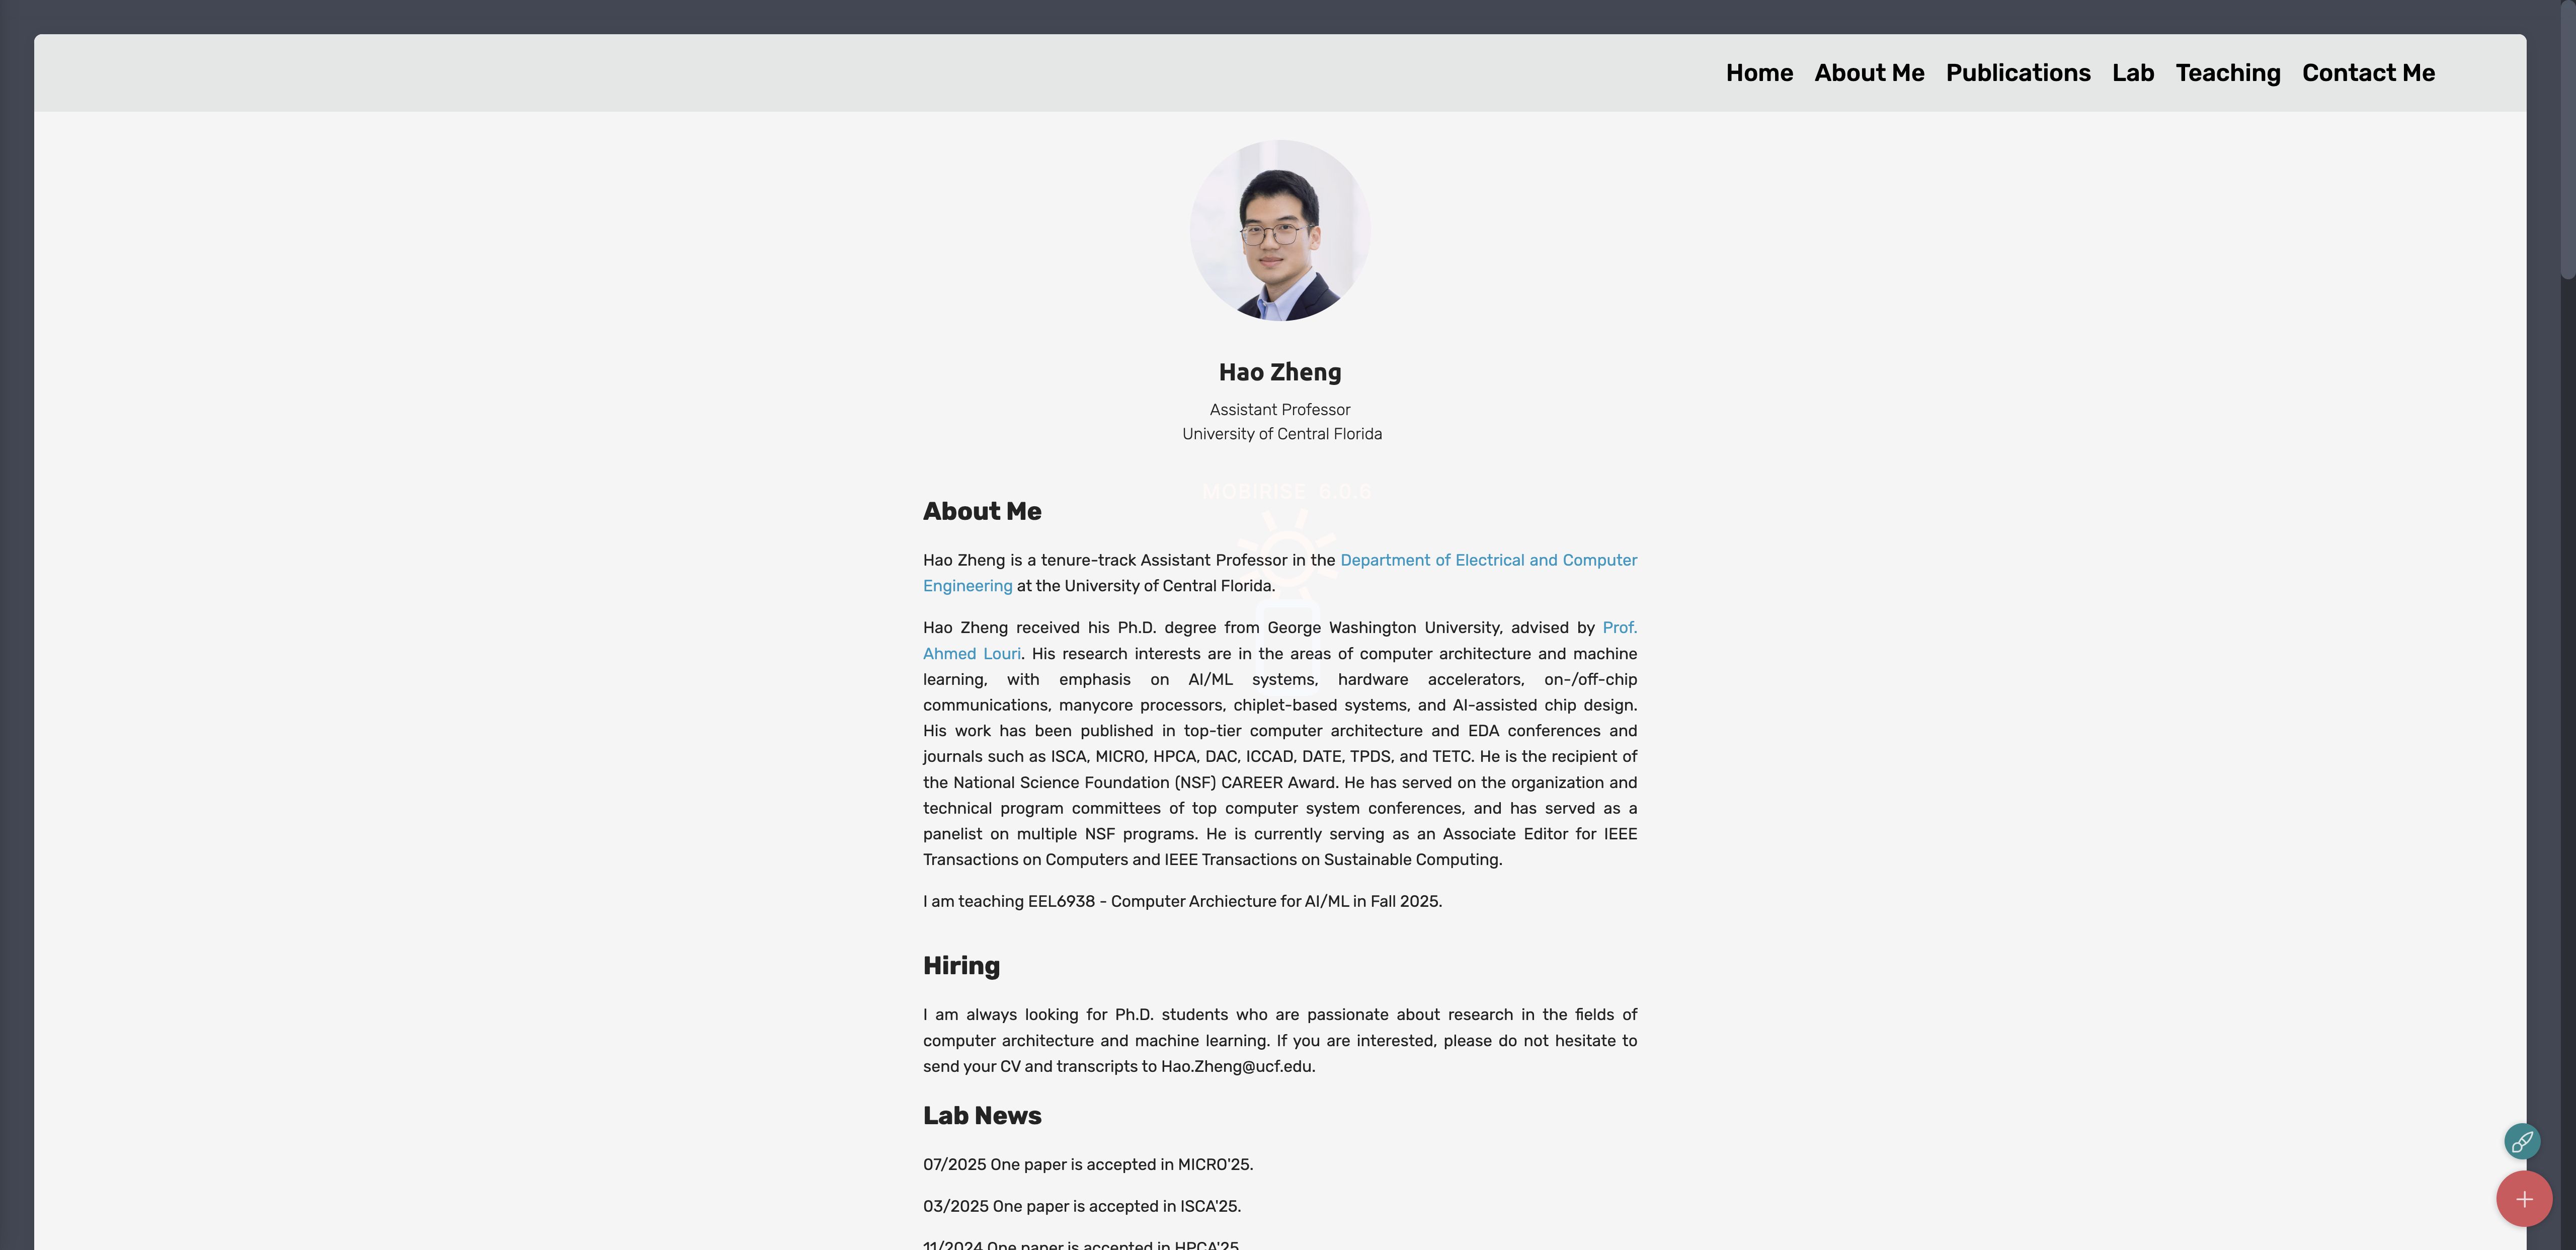 Home About Me Publications Lab Teaching Contact Me
Hao Zheng
Assistant Professor
University of Central Florida
MOBIRISE 6.0.6
About Me
Hao Zheng is a tenure-track Assistant Professor in the Department of Electrical and Computer
Engineering at the University of Central Florida.
Hao Zheng received his Ph.D. degree from George Washington University, advised by Prof.
Ahmed Louri. His research interests are in the areas of computer architecture and machine
learning, with emphasis on AI/ML systems, hardware accelerators, on-/off-chip
communications, manycore processors, chiplet-based systems, and AI-assisted chip design.
His work has been published in top-tier computer architecture and EDA conferences and
journals such as ISCA, MICRO, HPCA, DAC, ICCAD, DATE, TPDS, and TETC. He is the recipient of
the National Science Foundation (NSF) CAREER Award. He has served on the organization and
technical program committees of top computer system conferences, and has served as a
panelist on multiple NSF programs. He is currently serving as an Associate Editor for IEEE
Transactions on Computers and IEEE Transactions on Sustainable Computing.
I am teaching EEL6938 - Computer Archiecture for AI/ML in Fall 2025.
Hiring
I am always looking for Ph.D. students who are passionate about research in the fields of
computer architecture and machine learning. If you are interested, please do not hesitate to
send your CV and transcripts to Hao.Zheng@ucf.edu.
Lab News
07/2025 One paper is accepted in MICRO'25.
03/2025 One paper is accepted in ISCA'25.
11/2024 One paper is accepted in HPCA'25.